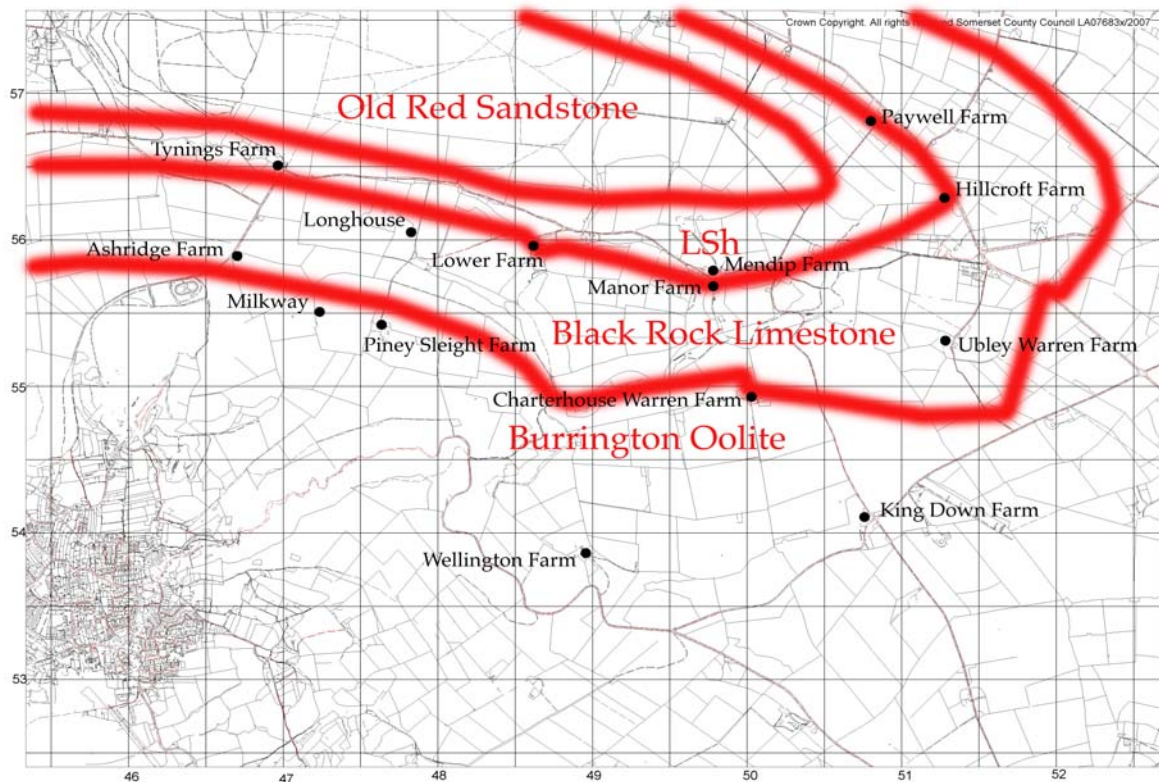 Crown Copyright. All rights
Somerset County Council LA07683x/2007
57
Old Red Sandstone
Paywell Farm
Tynings Farm
Hillcroft Farm
Longhouse
56
Ashridge Farm
Lower Farm
LSh
Mendip Farm
Manor Farm
Milkway
Black Rock Limestone
Piney Sleight Farm
Ubley Warren Farm
55
Charterhouse Warren Farm
Burrington Oolite
King Down Farm
54
Wellington Farm
53
46 47 48 49 50 51 52